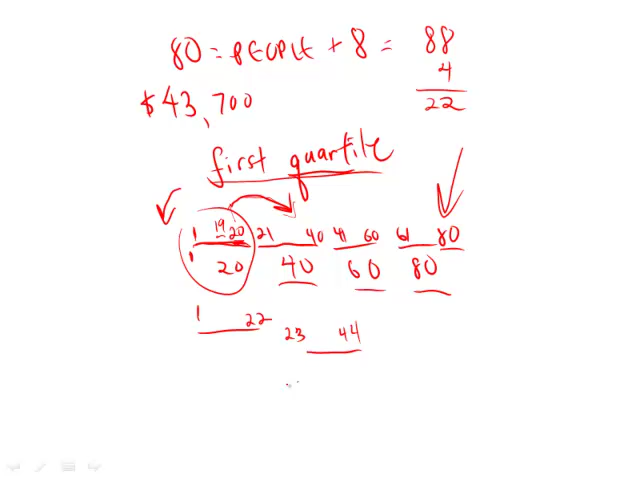 80 = PEOPLE + 8 = 88
4
$43,700
22
first quartile
1 19 20 21 40 41 60 61 80
1 20 40 60 80
1 22 23 44